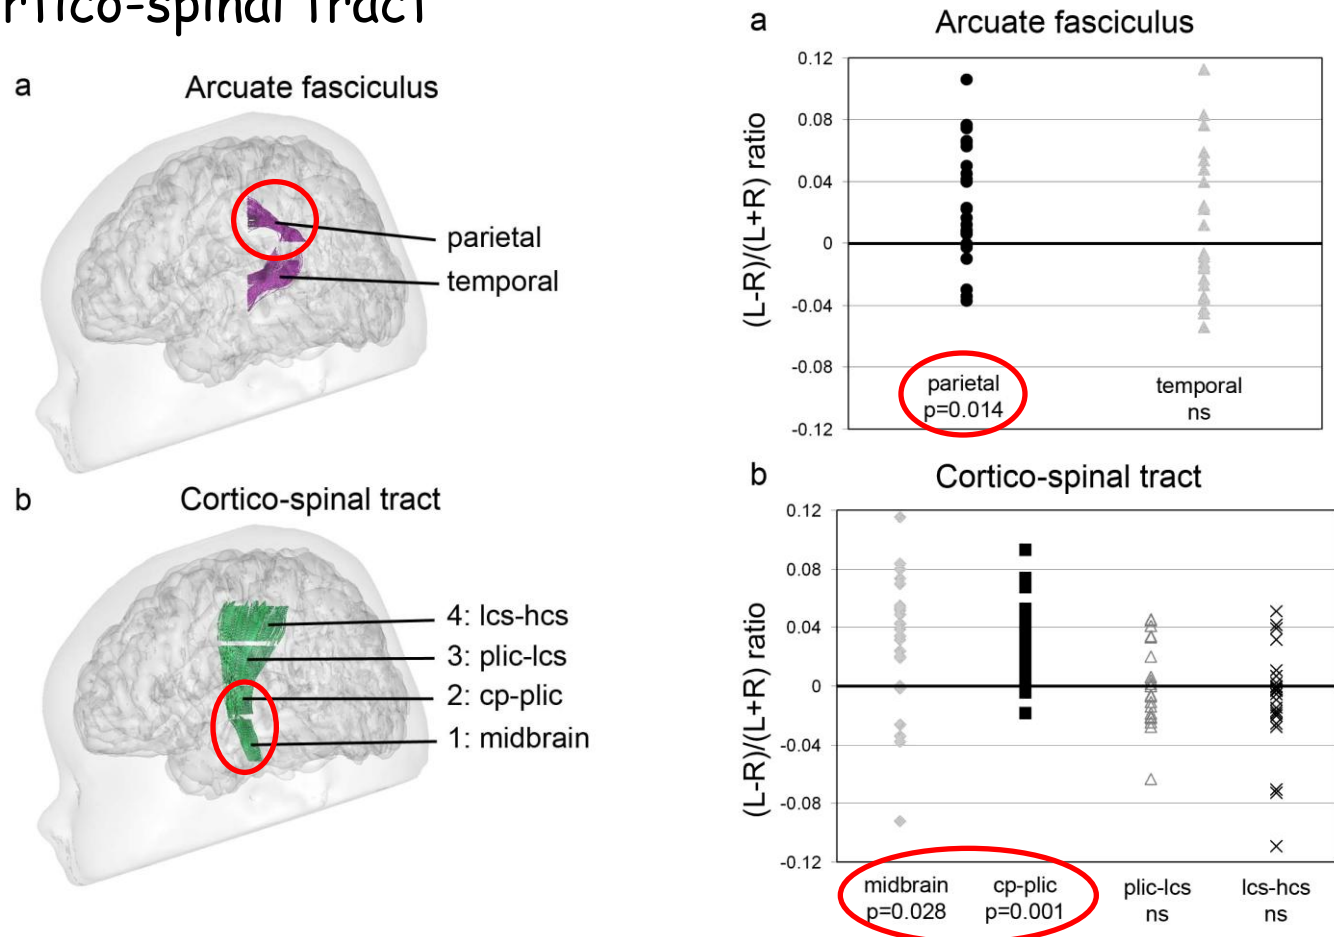 Cortico-spinal tract
a
Arcuate fasciculus
parietal
temporal
b
Cortico-spinal tract
4: lcs-hcs
3: plic-lcs
2: cp-plic
1: midbrain
a
Arcuate fasciculus
(L-R)/(L+R) ratio
0.12
0.08
0.04
0
-0.04
-0.08
-0.12
parietal
p=0.014
temporal
ns
b
Cortico-spinal tract
(L-R)/(L+R) ratio
0.12
0.08
0.04
0
-0.04
-0.08
-0.12
midbrain
p=0.028
cp-plic
p=0.001
plic-lcs
ns
lcs-hcs
ns